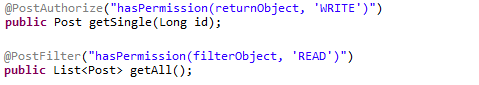 @PostAuthorize("hasPermission(returnObject, 'WRITE')")
public Post getSingle(Long id);
@PostFilter("hasPermission(filterObject, 'READ')")
public List<Post> getAll();